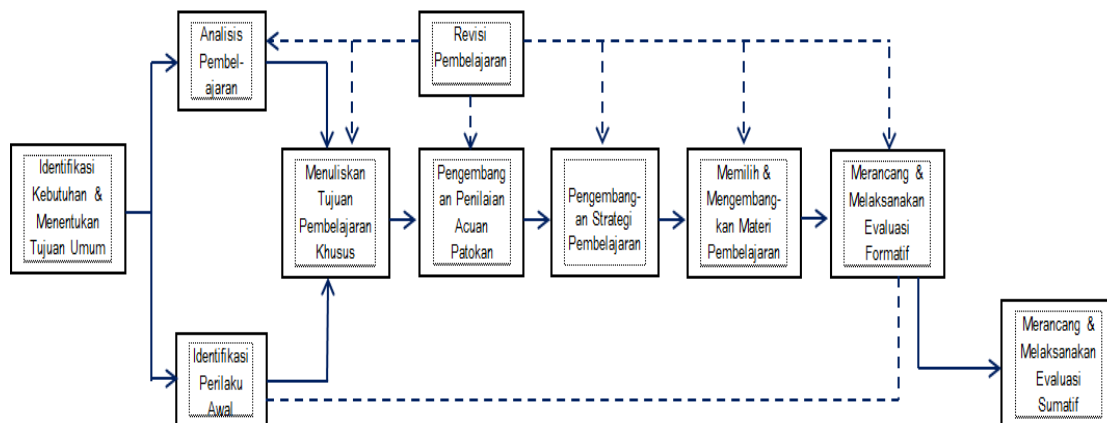 Analisis
Pembel-
ajaran
Revisi
Pembelajaran
Identifikasi
Kebutuhan &
Menentukan
Tujuan Umum
Menuliskan
Tujuan
Pembelajaran
Khusus
Pengembang
an Penilaian
Acuan
Patokan
Pengembang-
an Strategi
Pembelajaran
Memilih &
Mengembang-
kan Materi
Pembelajaran
Merancang &
Melaksanakan
Evaluasi
Formatif
Identifikasi
Perilaku
Awal
Merancang &
Melaksanakan
Evaluasi
Sumatif